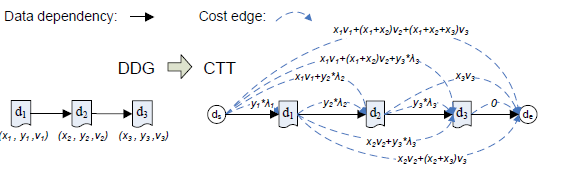 Data dependency: Cost edge:
x₁v₁+(x₁+x₂)v₂+(x₁+x₂+x₃)v₃
x₁v₁+(x₁+x₂)v₂+y₃*λ₃
DDG CTT
x₁v₁+y₂*λ₂ x₃v₃
d₁ d₂ d₃ dₛ y₁*λ₁ d₁ y₂*λ₂ d₂ y₃*λ₃ d₃ 0 dₑ
(x₁, y₁,v₁) (x₂, y₂,v₂) (x₃, y₃,v₃)
x₂v₂+y₃*λ₃
x₂v₂+(x₂+x₃)v₃